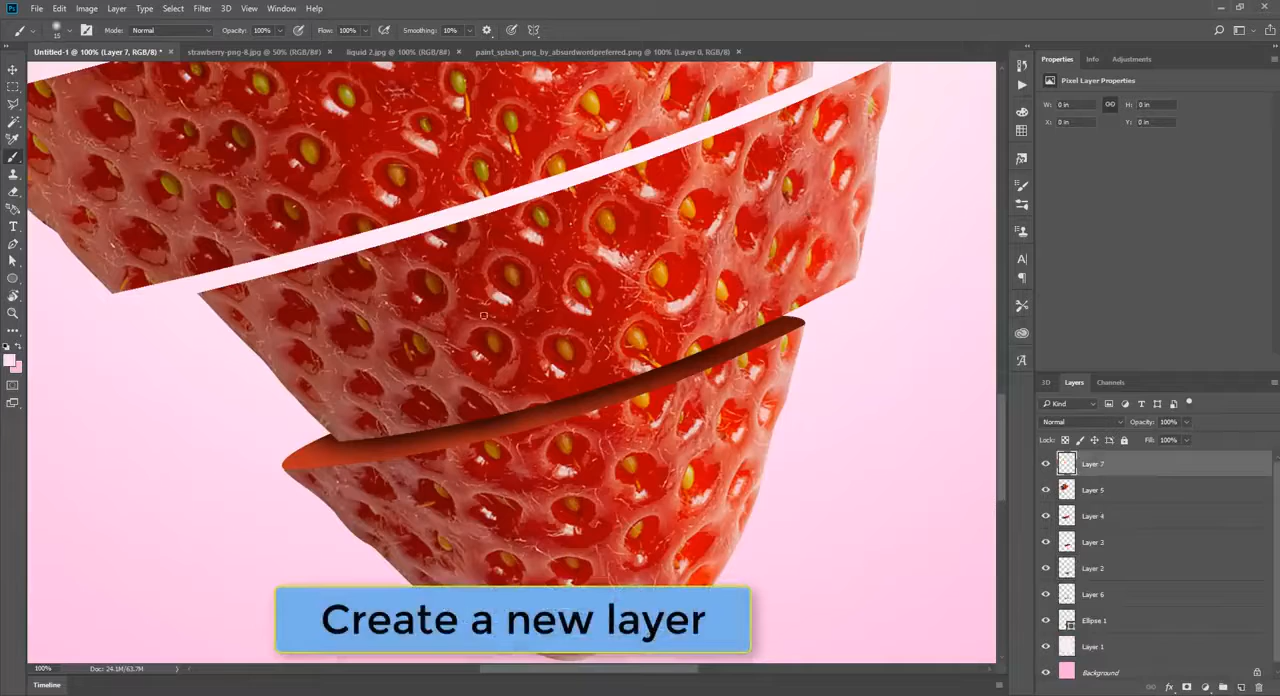 File Edit Image Layer Type Select Filter 3D View Window Help
Mode: Normal Opacity: 100% Flow: 100% Smoothing: 10%
15
Untitled-1 @ 100% (Layer 7, RGB/8) * × strawberry-png-8.jpg @ 50% (RGB/8#) × liquid 2.jpg @ 100% (RGB/8#) × paint_splash_png_by_absurdwordpreferred.png @ 100% (Layer 0, RGB/8) ×
Properties Info Adjustments
Pixel Layer Properties
W: 0 in H: 0 in
X: 0 in Y: 0 in
3D Layers Channels
Kind
Normal Opacity: 100%
Lock: Fill: 100%
Layer 7
Layer 5
Layer 4
Layer 3
Layer 2
Layer 6
Ellipse 1
Layer 1
Background
Create a new layer
100% Doc: 24.1M/63.7M
Timeline